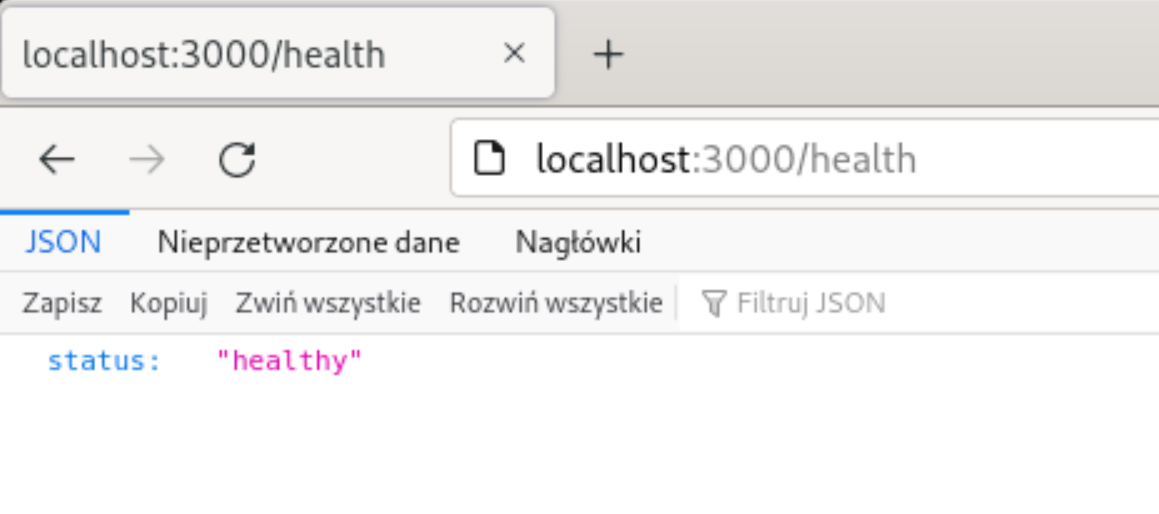 localhost:3000/health
localhost:3000/health
JSON Nieprzetworzone dane Nagłówki
Zapisz Kopiuj Zwiń wszystkie Rozwiń wszystkie Filtruj JSON
status: "healthy"